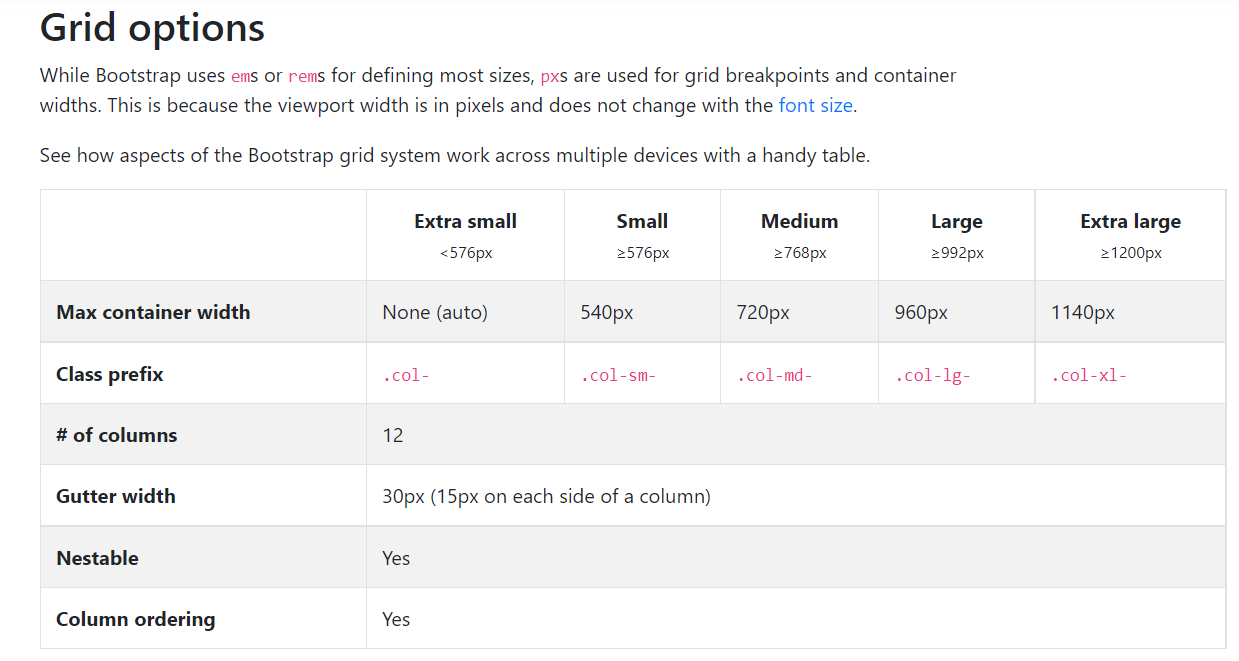 Grid options
While Bootstrap uses ems or rems for defining most sizes, pxs are used for grid breakpoints and container
widths. This is because the viewport width is in pixels and does not change with the font size.
See how aspects of the Bootstrap grid system work across multiple devices with a handy table.
Extra small Small Medium Large Extra large
<576px ≥576px ≥768px ≥992px ≥1200px
Max container width None (auto) 540px 720px 960px 1140px
Class prefix .col- .col-sm- .col-md- .col-lg- .col-xl-
# of columns 12
Gutter width 30px (15px on each side of a column)
Nestable Yes
Column ordering Yes